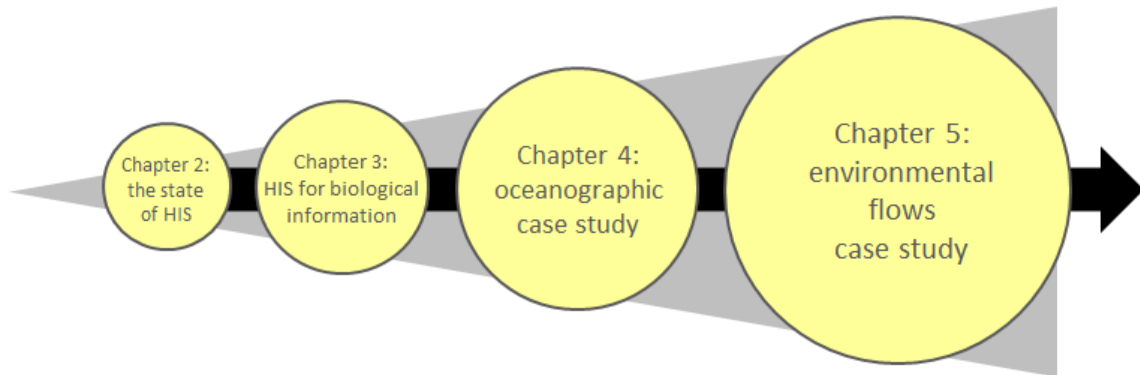 Chapter 2:
the state
of HIS
Chapter 3:
HIS for biological
information
Chapter 4:
oceanographic
case study
Chapter 5:
environmental
flows
case study